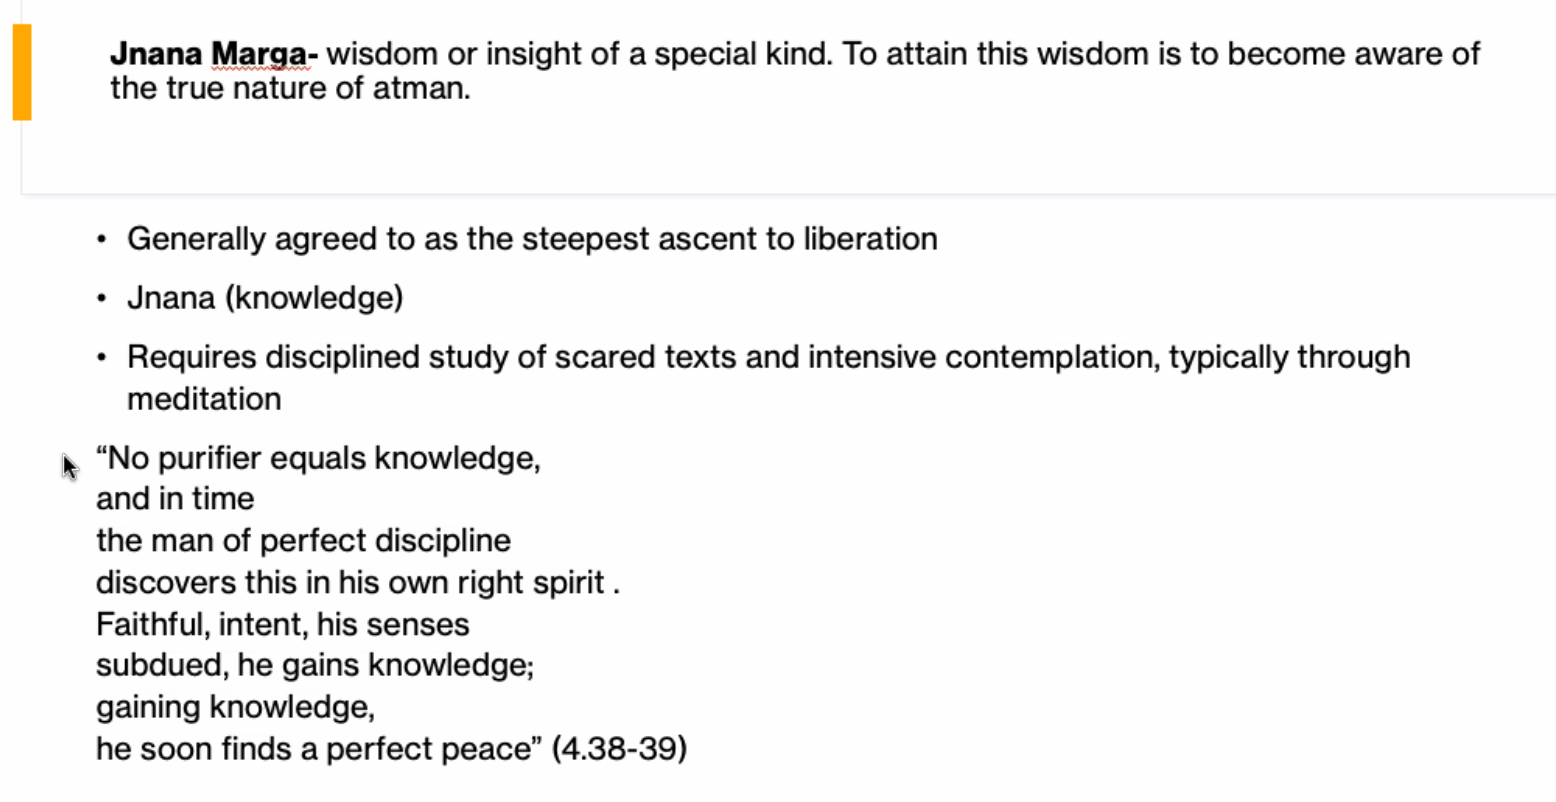 Jnana Marga- wisdom or insight of a special kind. To attain this wisdom is to become aware of
the true nature of atman.
• Generally agreed to as the steepest ascent to liberation
• Jnana (knowledge)
• Requires disciplined study of scared texts and intensive contemplation, typically through
meditation
“No purifier equals knowledge,
and in time
the man of perfect discipline
discovers this in his own right spirit .
Faithful, intent, his senses
subdued, he gains knowledge;
gaining knowledge,
he soon finds a perfect peace” (4.38-39)